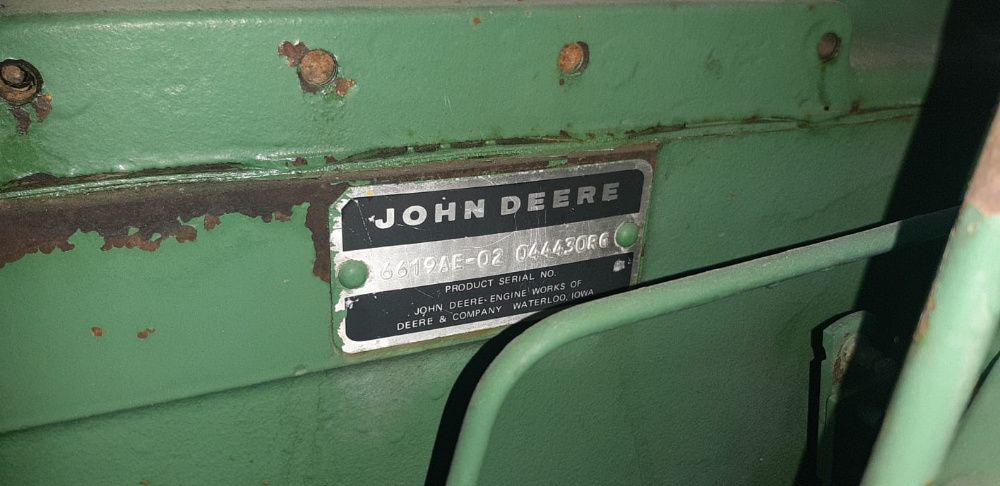 JOHN DEERE
6619AE-02 044430RG
PRODUCT SERIAL NO.
JOHN DEERE-ENGINE WORKS OF
DEERE & COMPANY WATERLOO, IOWA